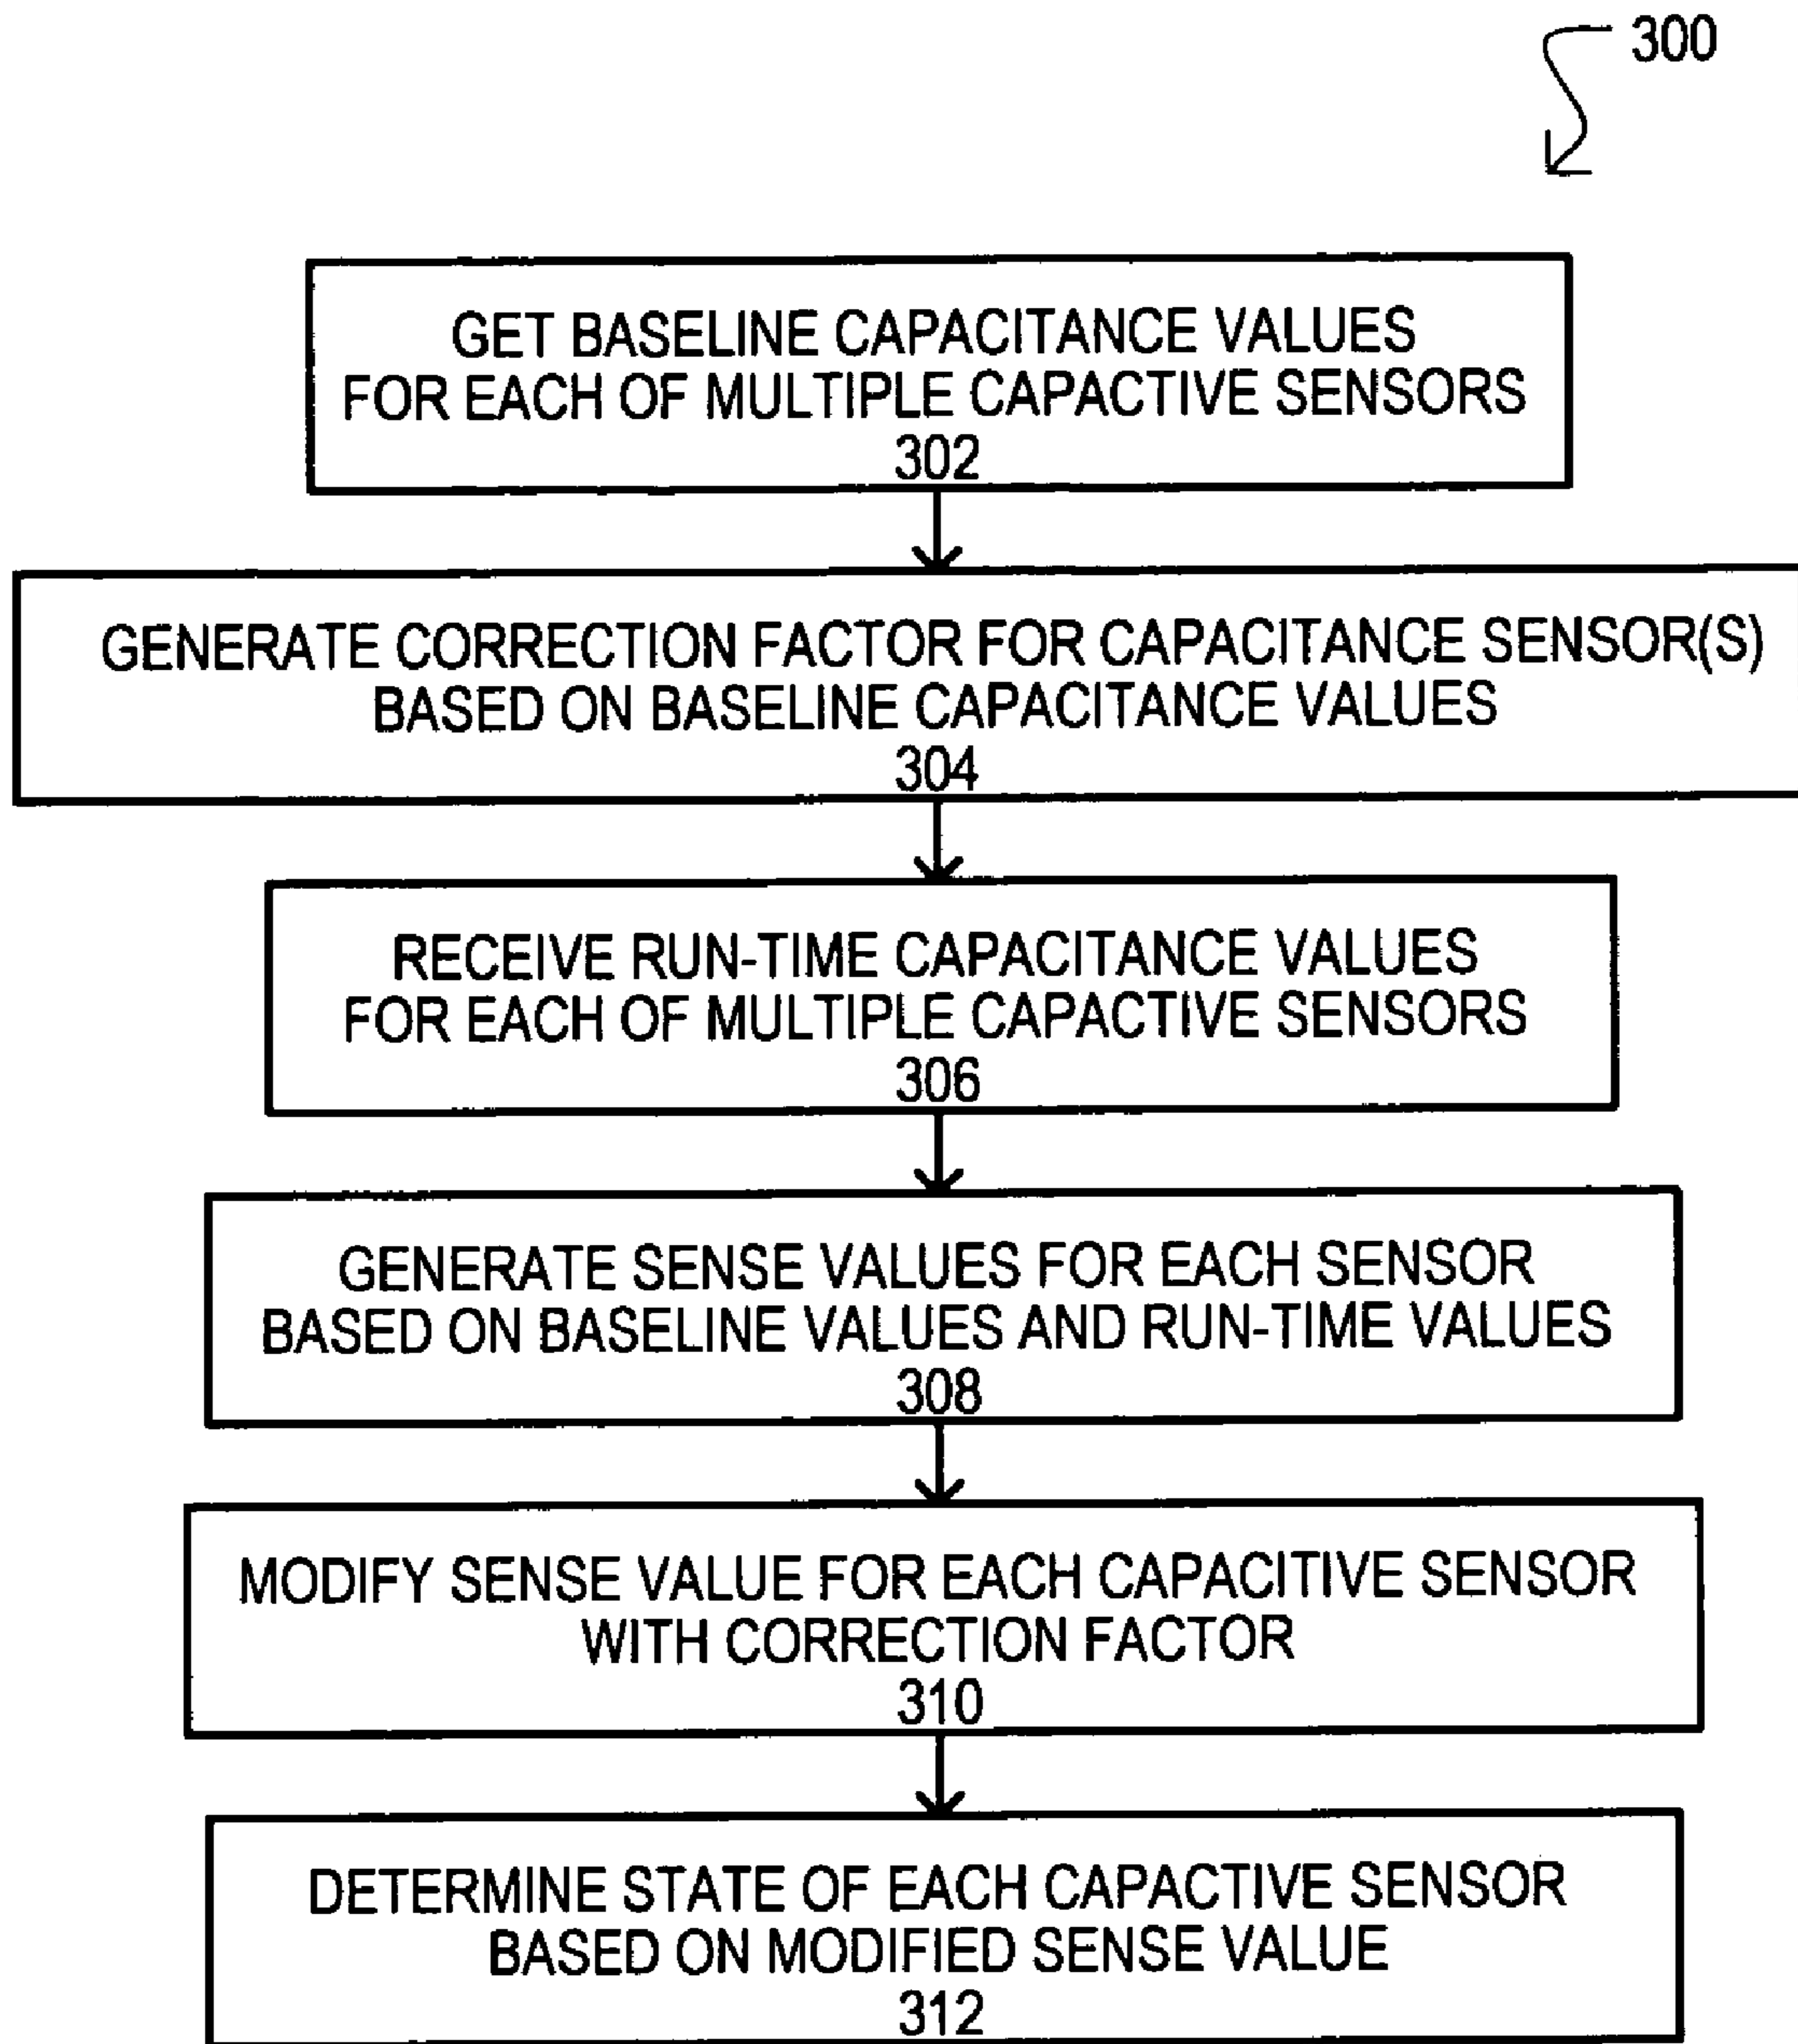 300
GET BASELINE CAPACITANCE VALUES
FOR EACH OF MULTIPLE CAPACTIVE SENSORS
302
GENERATE CORRECTION FACTOR FOR CAPACITANCE SENSOR(S)
BASED ON BASELINE CAPACITANCE VALUES
304
RECEIVE RUN-TIME CAPACITANCE VALUES
FOR EACH OF MULTIPLE CAPACTIVE SENSORS
306
GENERATE SENSE VALUES FOR EACH SENSOR
BASED ON BASELINE VALUES AND RUN-TIME VALUES
308
MODIFY SENSE VALUE FOR EACH CAPACITIVE SENSOR
WITH CORRECTION FACTOR
310
DETERMINE STATE OF EACH CAPACTIVE SENSOR
BASED ON MODIFIED SENSE VALUE
312